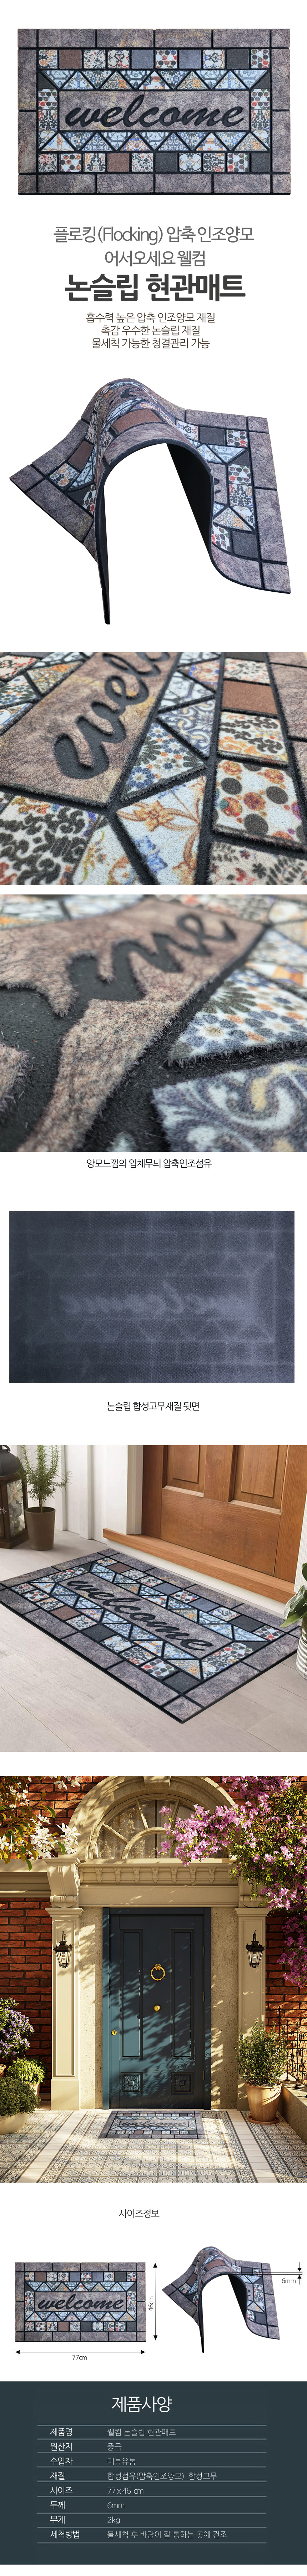 welcome
플로킹(Flocking) 압축 인조양모
어서오세요 웰컴
논슬립 현관매트
흡수력 높은 압축 인조양모 재질
촉감 우수한 논슬립 재질
물세척 가능한 청결관리 가능
양모느낌의 입체무늬 압축인조섬유
논슬립 합성고무재질 뒷면
welcome
사이즈정보
welcome
46cm
77cm
6mm
제품사양
제품명 웰컴 논슬립 현관매트
원산지 중국
수입자 대통유통
재질 합성섬유(압축인조양모) 합성고무
사이즈 77 x 46 cm
두께 6mm
무게 2kg
세척방법 물세척 후 바람이 잘 통하는 곳에 건조